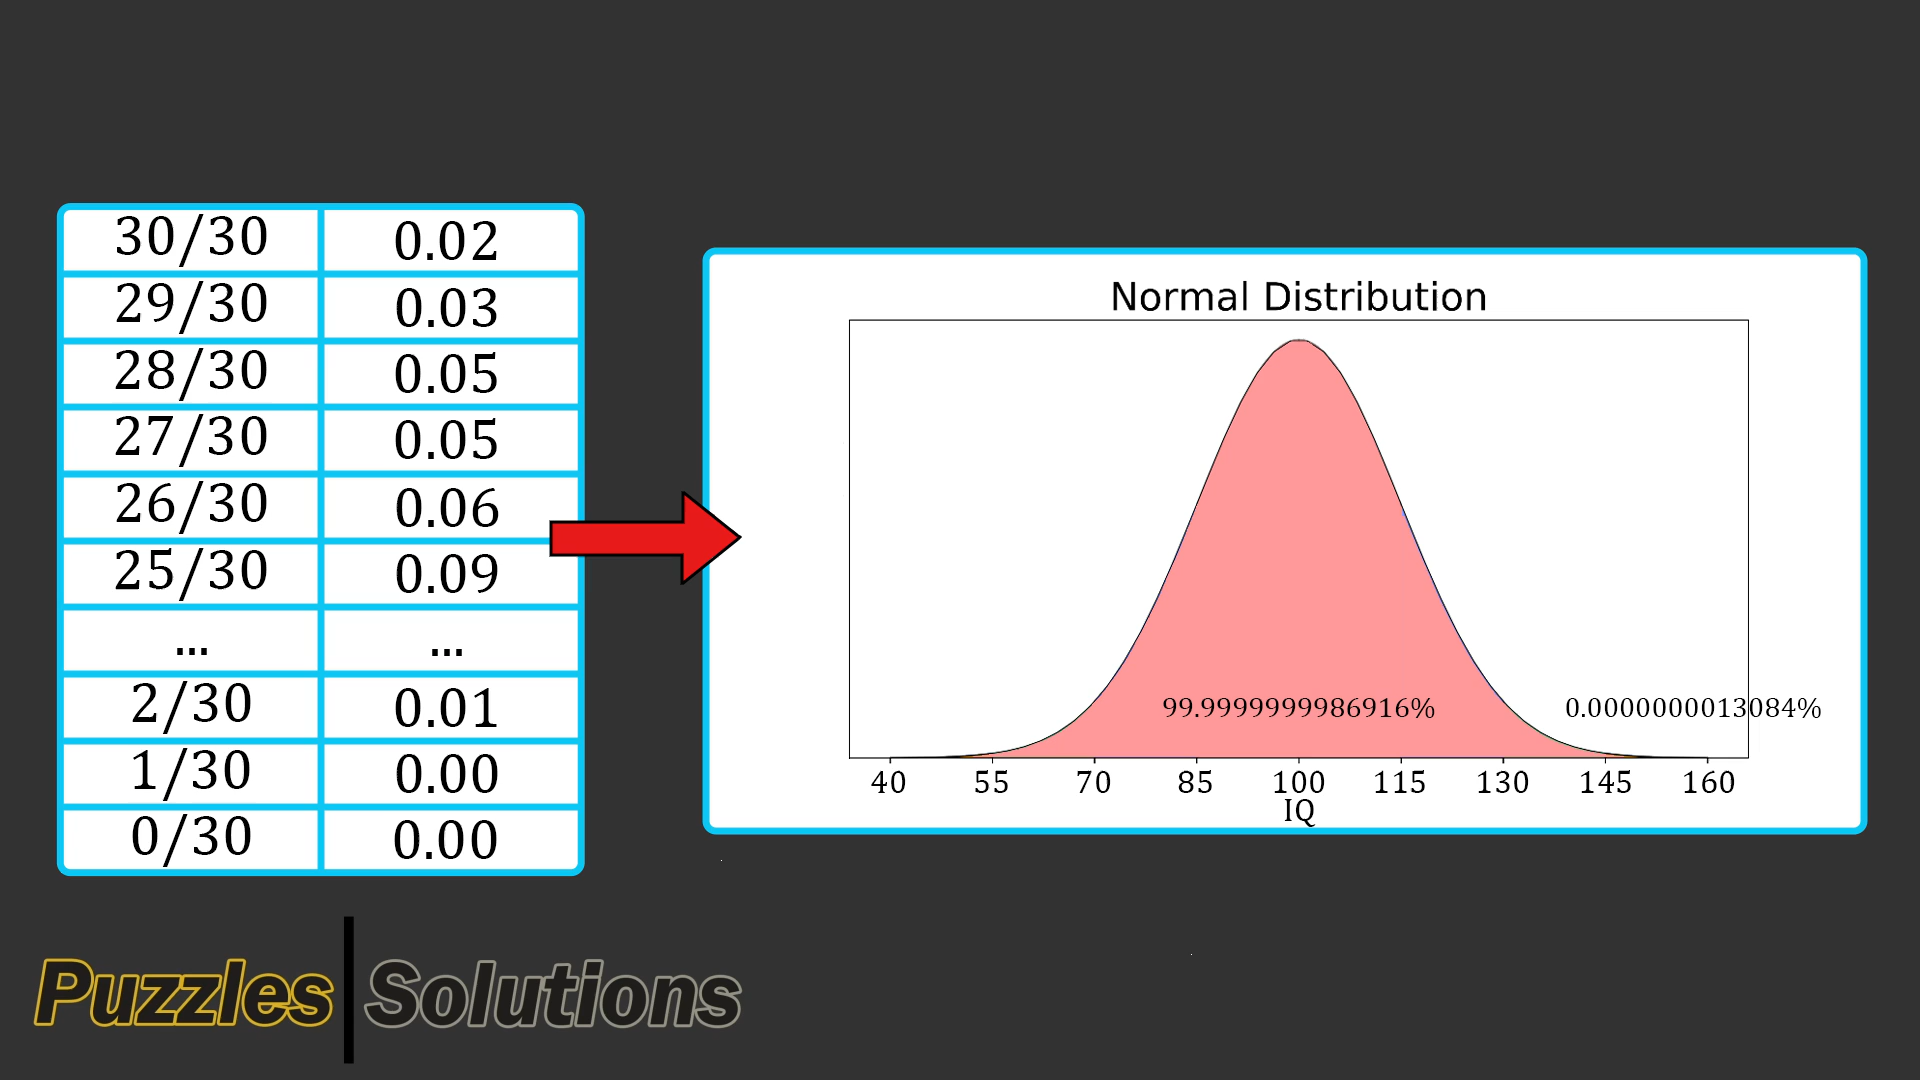 30/30 0.02
29/30 0.03
28/30 0.05
27/30 0.05
26/30 0.06
25/30 0.09
... ...
2/30 0.01
1/30 0.00
0/30 0.00
Normal Distribution
99.9999999986916% 0.0000000013084%
40 55 70 85 100 115 130 145 160
IQ
Puzzles Solutions